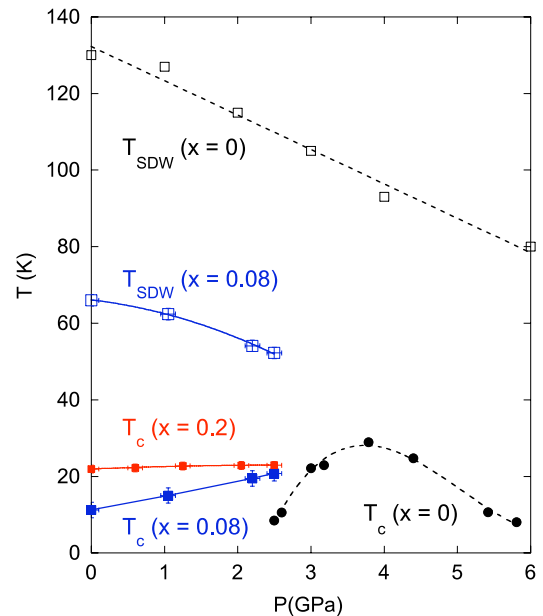 140
120
100
80
60
40
20
0
T (K)
T_SDW (x = 0)
T_SDW (x = 0.08)
T_c (x = 0.2)
T_c (x = 0.08)
T_c (x = 0)
0 1 2 3 4 5 6
P(GPa)